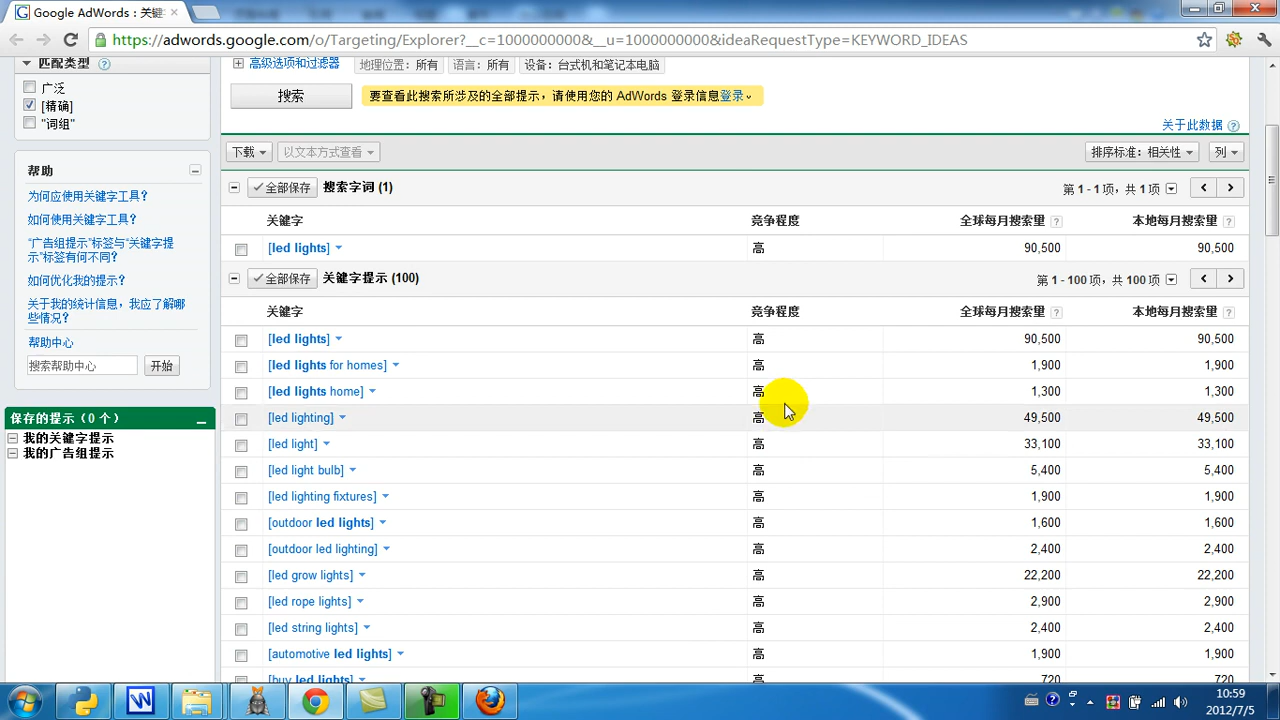 Google AdWords : 关键
https://adwords.google.com/o/Targeting/Explorer?__c=1000000000&__u=1000000000&ideaRequestType=KEYWORD_IDEAS
匹配类型
广泛
[精确]
"词组"
帮助
为何应使用关键字工具?
如何使用关键字工具?
"广告组提示"标签与"关键字提
示"标签有何不同?
如何优化我的提示?
关于我的统计信息，我应了解哪
些情况?
帮助中心
搜索帮助中心 开始
保存的提示（0 个）
我的关键字提示
我的广告组提示
高级选项和过滤器 地理位置：所有 语言：所有 设备：台式机和笔记本电脑
搜索 要查看此搜索所涉及的全部提示，请使用您的 AdWords 登录信息登录。
关于此数据
下载 以文本方式查看 排序标准：相关性 列
全部保存 搜索字词 (1) 第 1 - 1 项，共 1 项
关键字 竞争程度 全球每月搜索量 本地每月搜索量
[led lights] 高 90,500 90,500
全部保存 关键字提示 (100) 第 1 - 100 项，共 100 项
关键字 竞争程度 全球每月搜索量 本地每月搜索量
[led lights] 高 90,500 90,500
[led lights for homes] 高 1,900 1,900
[led lights home] 高 1,300 1,300
[led lighting] 高 49,500 49,500
[led light] 高 33,100 33,100
[led light bulb] 高 5,400 5,400
[led lighting fixtures] 高 1,900 1,900
[outdoor led lights] 高 1,600 1,600
[outdoor led lighting] 高 2,400 2,400
[led grow lights] 高 22,200 22,200
[led rope lights] 高 2,900 2,900
[led string lights] 高 2,400 2,400
[automotive led lights] 高 1,900 1,900
[buy led lights] 高 720 720
10:59
2012/7/5